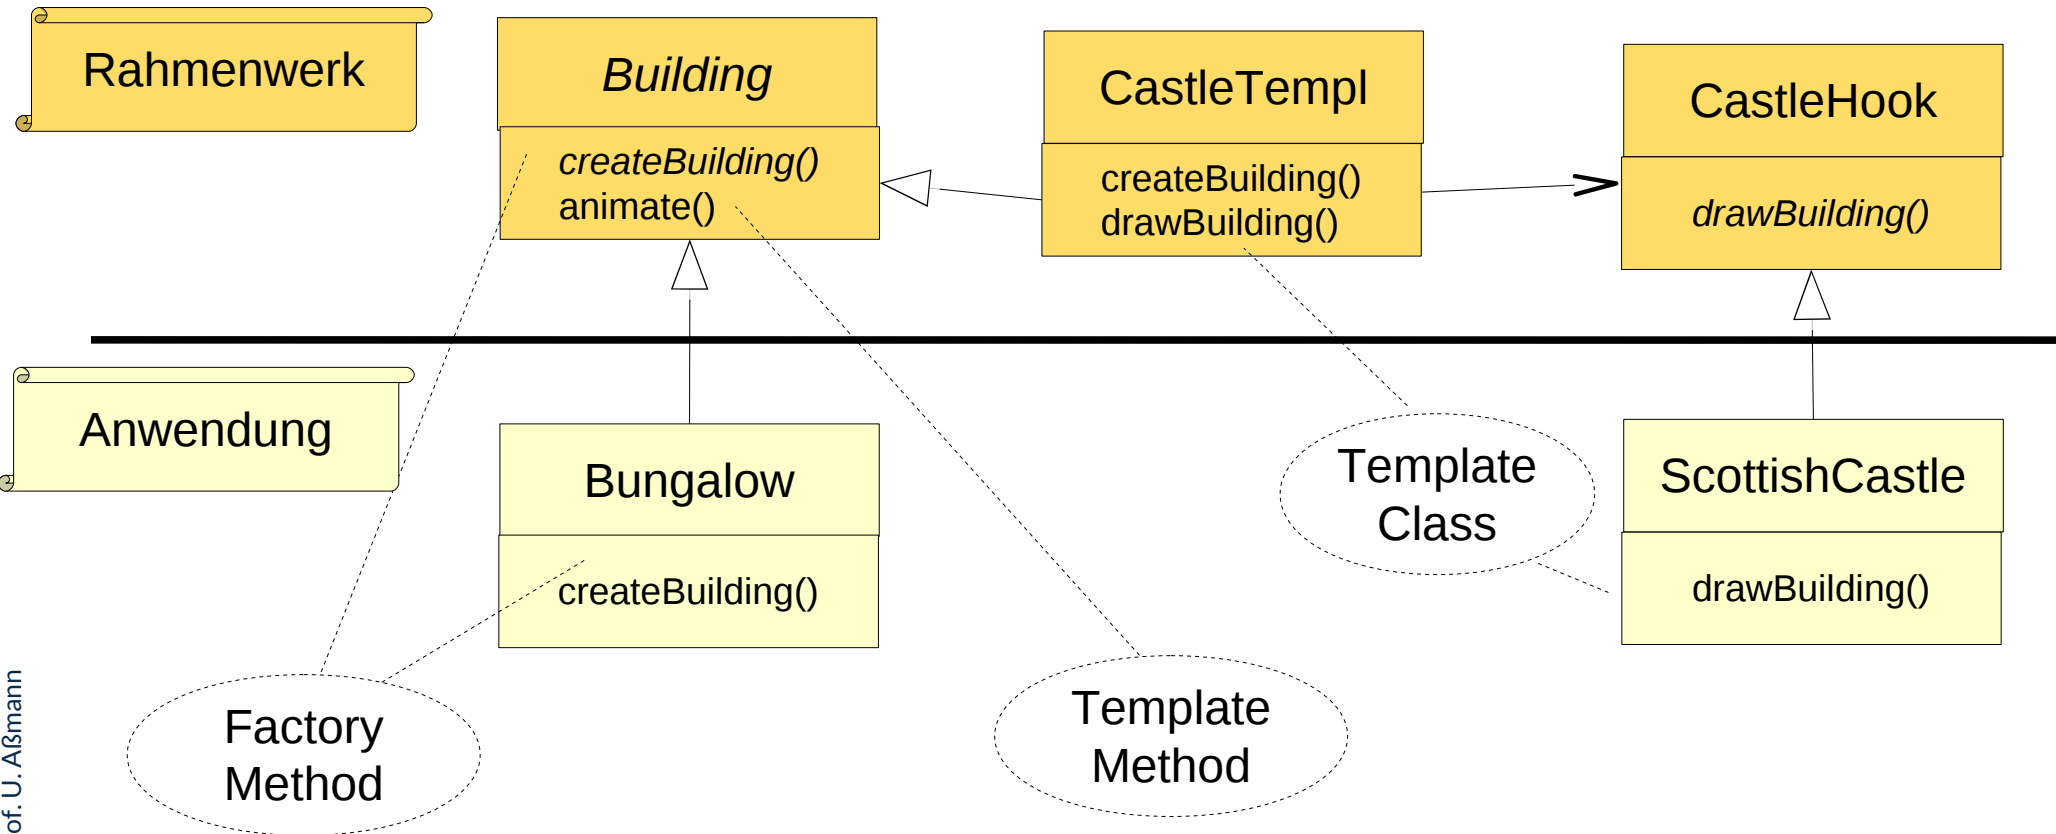 Rahmenwerk
Building
createBuilding()
animate()
CastleTempl
createBuilding()
drawBuilding()
CastleHook
drawBuilding()
Anwendung
Bungalow
createBuilding()
Template
Class
ScottishCastle
drawBuilding()
Factory
Method
Template
Method
of. U. Aßmann